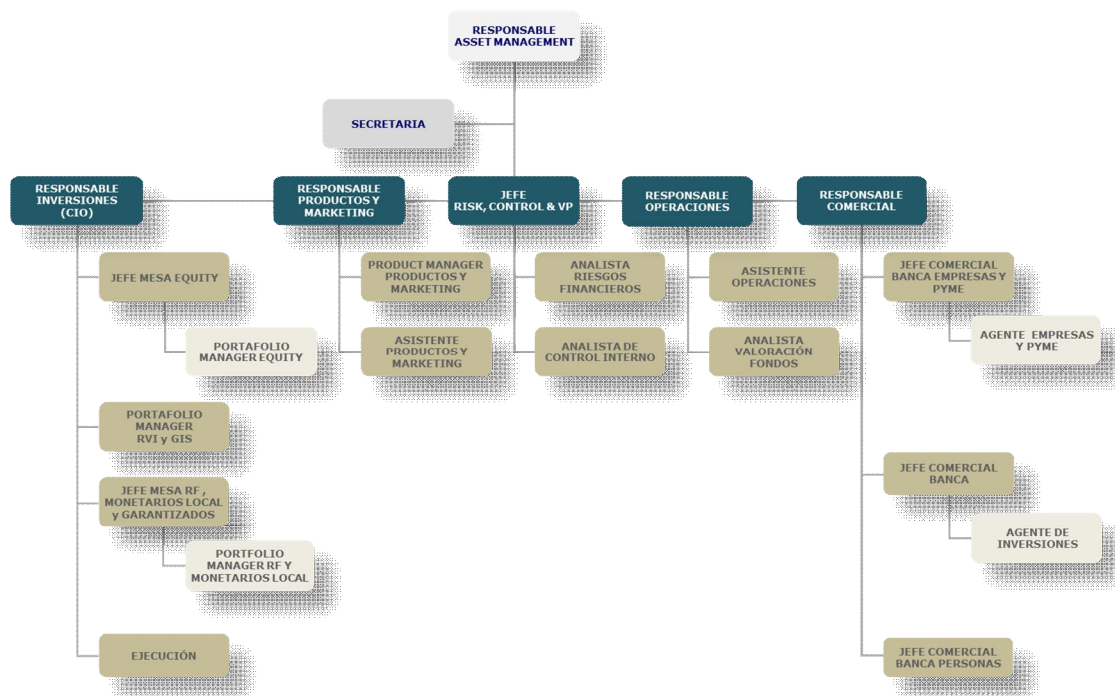 RESPONSABLE
ASSET MANAGEMENT
SECRETARIA
RESPONSABLE
INVERSIONES
(CIO)
RESPONSABLE
PRODUCTOS Y
MARKETING
JEFE
RISK, CONTROL & VP
RESPONSABLE
OPERACIONES
RESPONSABLE
COMERCIAL
JEFE MESA EQUITY
PORTAFOLIO
MANAGER EQUITY
PORTAFOLIO
MANAGER
RVI y GIS
JEFE MESA RF ,
MONETARIOS LOCAL
y GARANTIZADOS
PORTFOLIO
MANAGER RF Y
MONETARIOS LOCAL
EJECUCIÓN
PRODUCT MANAGER
PRODUCTOS Y
MARKETING
ASISTENTE
PRODUCTOS Y
MARKETING
ANALISTA
RIESGOS
FINANCIEROS
ANALISTA DE
CONTROL INTERNO
ASISTENTE
OPERACIONES
ANALISTA
VALORACIÓN
FONDOS
JEFE COMERCIAL
BANCA EMPRESAS Y
PYME
AGENTE EMPRESAS
Y PYME
JEFE COMERCIAL
BANCA
AGENTE DE
INVERSIONES
JEFE COMERCIAL
BANCA PERSONAS